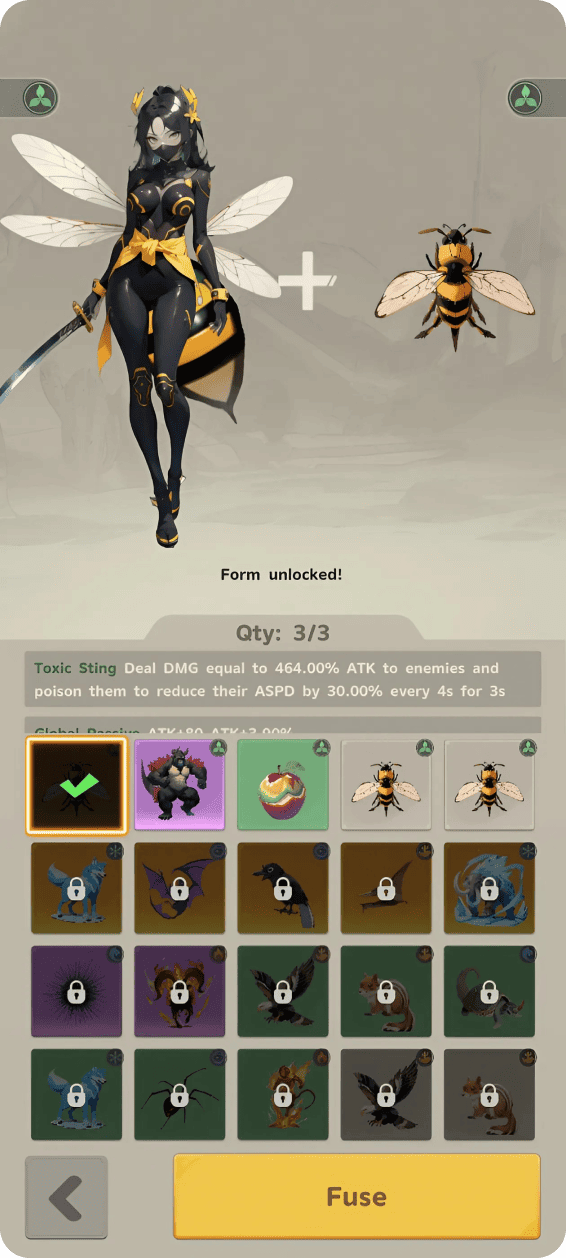 Form unlocked!
Qty: 3/3
Toxic Sting Deal DMG equal to 464.00% ATK to enemies and
poison them to reduce their ASPD by 30.00% every 4s for 3s
Global Passive ATK+80 ATK+3.90%
Fuse